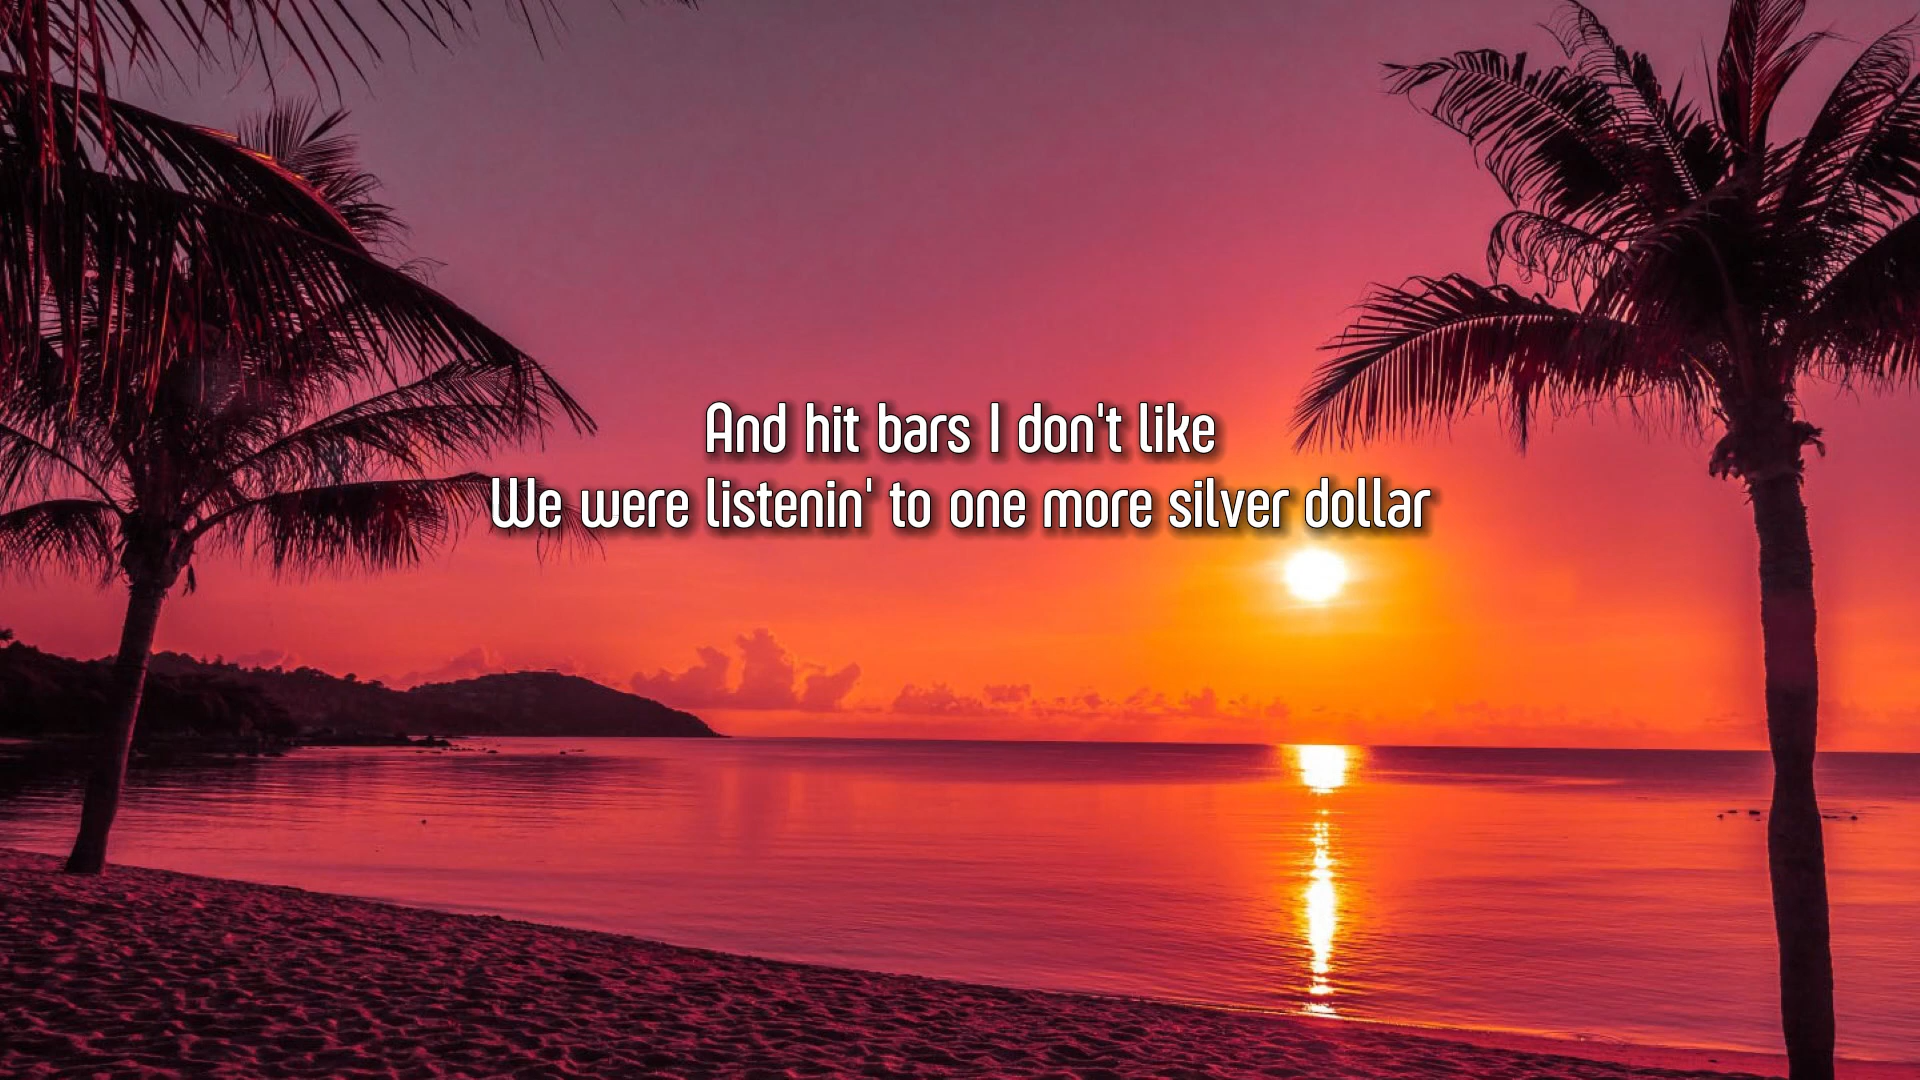 And hit bars I don't like
We were listenin' to one more silver dollar